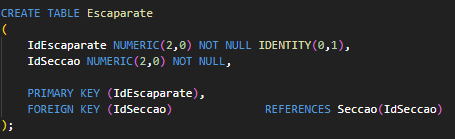 CREATE TABLE Escaparate
(
IdEscaparate NUMERIC(2,0) NOT NULL IDENTITY(0,1),
IdSeccao NUMERIC(2,0) NOT NULL,
PRIMARY KEY (IdEscaparate),
FOREIGN KEY (IdSeccao) REFERENCES Seccao(IdSeccao)
);